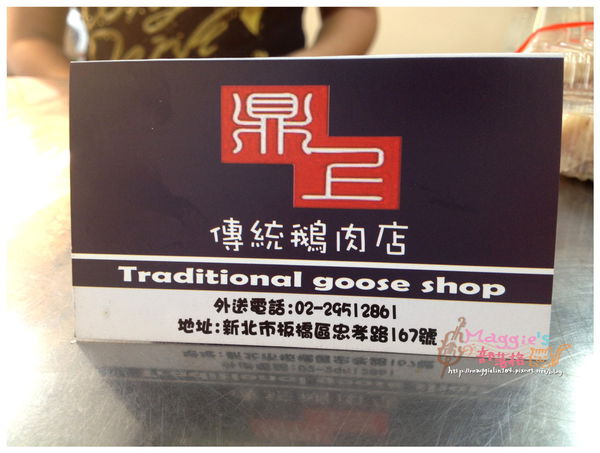 鼎上
傳統鵝肉店
Traditional goose shop
外送電話:02-29512861
地址:新北市板橋區忠孝路167號
Maggie's